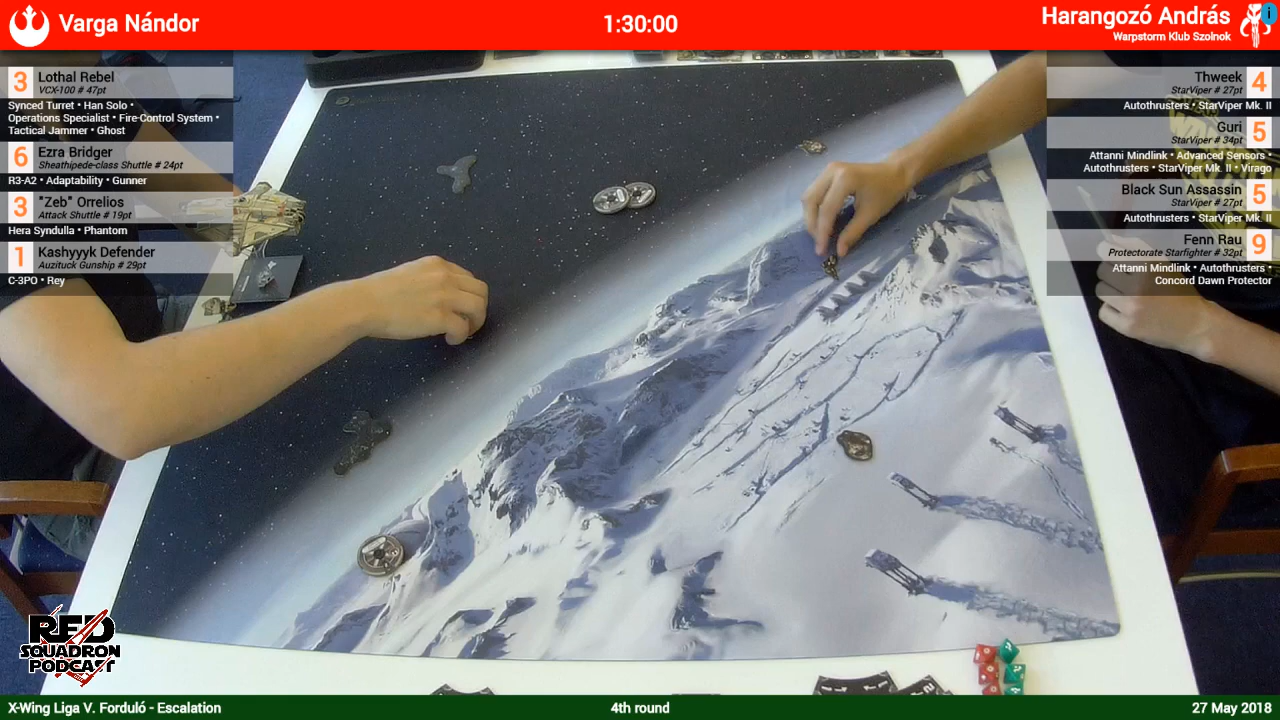 Varga Nándor
1:30:00
Harangozó András
Warpstorm Klub Szolnok
i
3 Lothal Rebel
VCX-100 # 47pt
Synced Turret • Han Solo •
Operations Specialist • Fire-Control System •
Tactical Jammer • Ghost
6 Ezra Bridger
Sheathipede-class Shuttle # 24pt
R3-A2 • Adaptability • Gunner
3 "Zeb" Orrelios
Attack Shuttle # 19pt
Hera Syndulla • Phantom
1 Kashyyyk Defender
Auzituck Gunship # 29pt
C-3PO • Rey
Thweek 4
StarViper # 27pt
Autothrusters • StarViper Mk. II
Guri 5
StarViper # 34pt
Attanni Mindlink • Advanced Sensors •
Autothrusters • StarViper Mk. II • Virago
Black Sun Assassin 5
StarViper # 27pt
Autothrusters • StarViper Mk. II
Fenn Rau 9
Protectorate Starfighter # 32pt
Attanni Mindlink • Autothrusters •
Concord Dawn Protector
RED
SQUADRON
PODCAST
X-Wing Liga V. Forduló - Escalation
4th round
27 May 2018